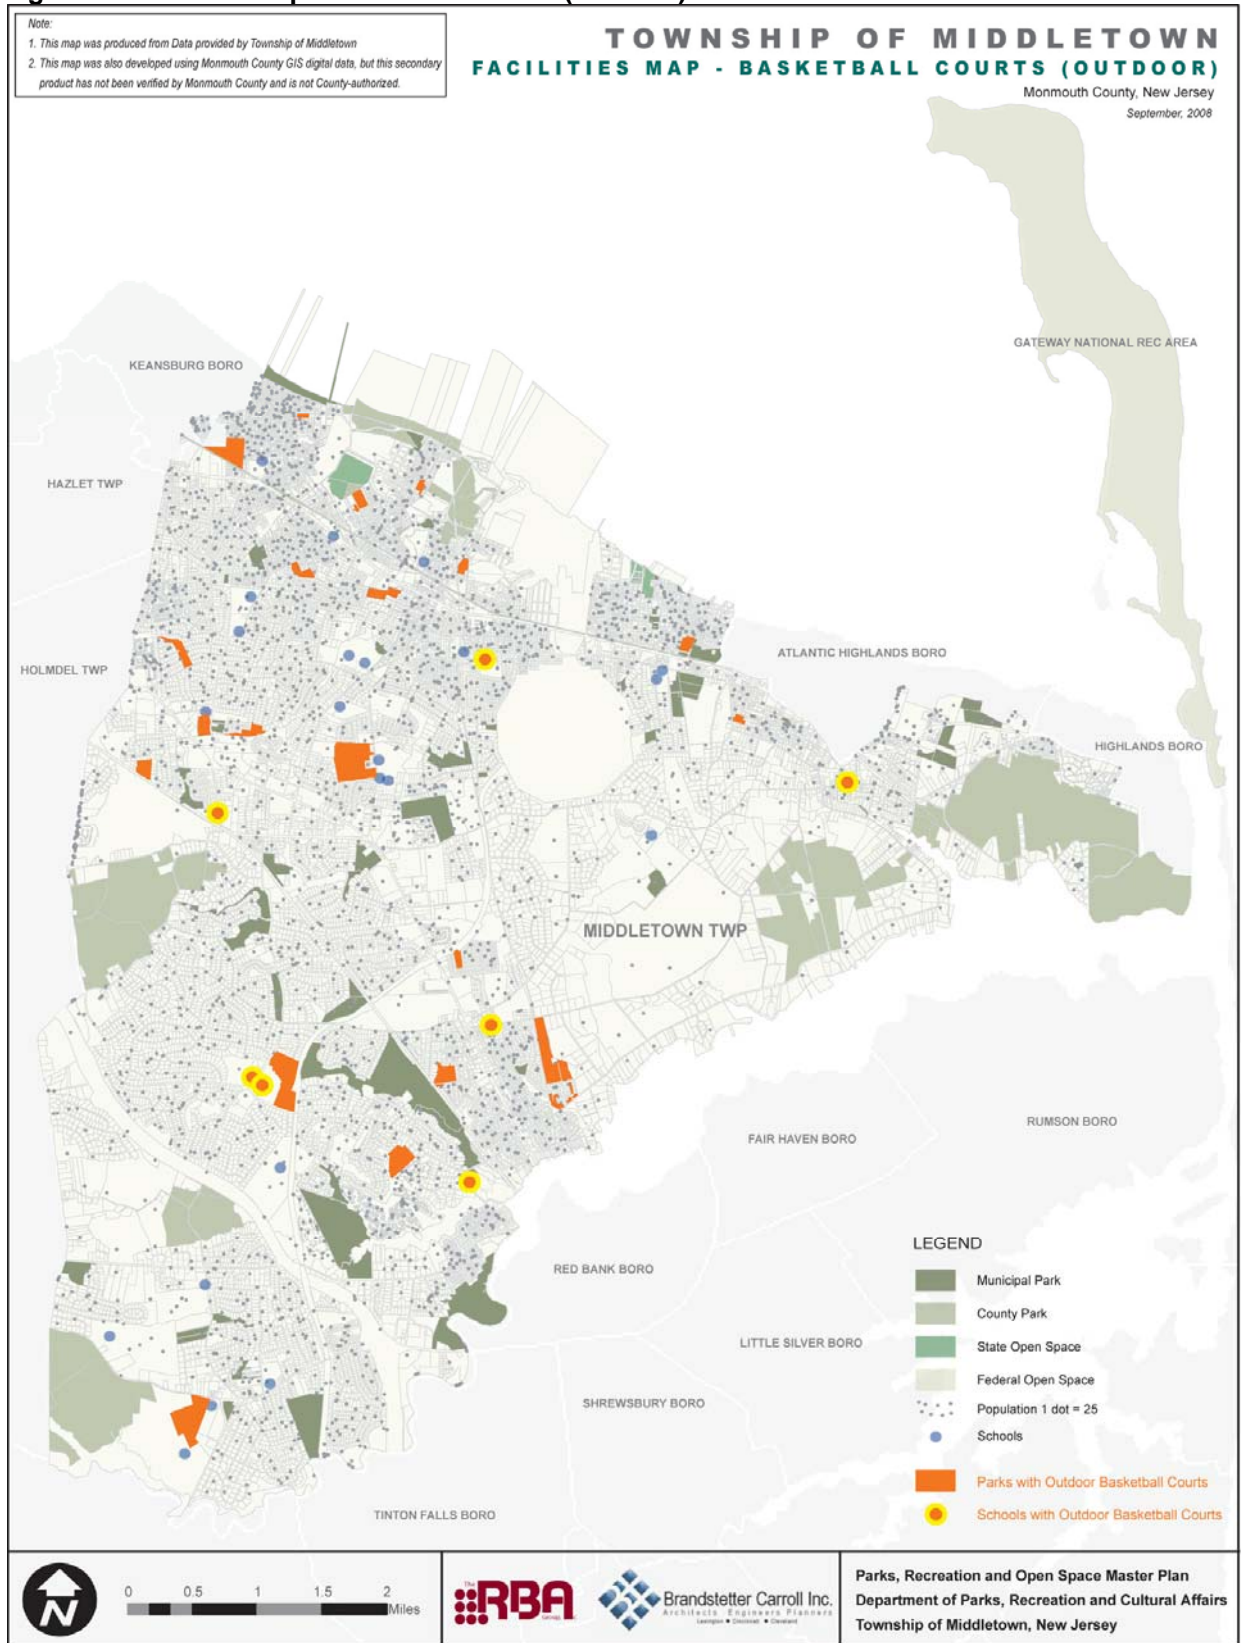 Note:
1. This map was produced from Data provided by Township of Middletown
2. This map was also developed using Monmouth County GIS digital data, but this secondary
product has not been verified by Monmouth County and is not County-authorized.
TOWNSHIP OF MIDDLETOWN
FACILITIES MAP - BASKETBALL COURTS (OUTDOOR)
Monmouth County, New Jersey
September, 2008
GATEWAY NATIONAL REC AREA
KEANSBURG BORO
HAZLET TWP
HOLMDEL TWP
ATLANTIC HIGHLANDS BORO
HIGHLANDS BORO
MIDDLETOWN TWP
RUMSON BORO
FAIR HAVEN BORO
RED BANK BORO
LITTLE SILVER BORO
SHREWSBURY BORO
TINTON FALLS BORO
LEGEND
Municipal Park
County Park
State Open Space
Federal Open Space
Population 1 dot = 25
Schools
Parks with Outdoor Basketball Courts
Schools with Outdoor Basketball Courts
N
0 0.5 1 1.5 2
Miles
The
RBA
Brandstetter Carroll Inc.
Architects Engineers Planners
Lexington Cincinnati Cleveland
Parks, Recreation and Open Space Master Plan
Department of Parks, Recreation and Cultural Affairs
Township of Middletown, New Jersey